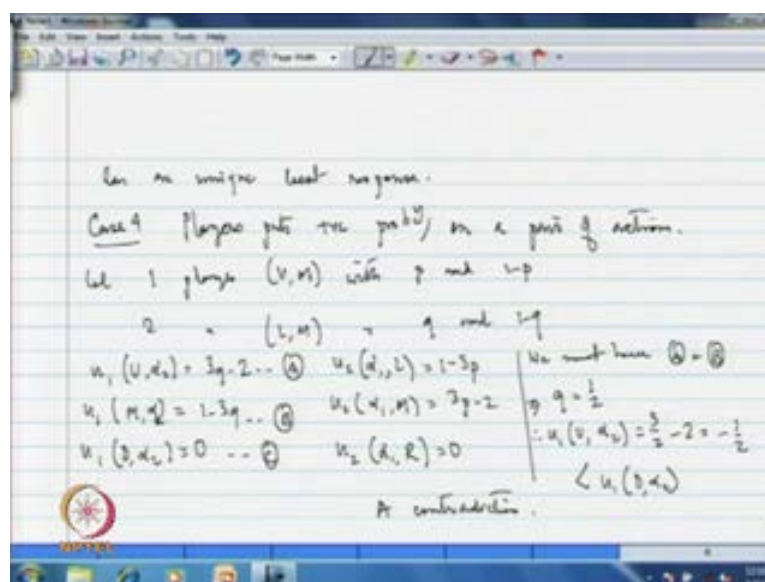 has an unique best response.
Case 4 Players puts +ve prob^y, on a pair of actions.
Let 1 plays (U, M) with p and 1-p
2 " (L, M) " q and 1-q
u₁(U, α₂) = 3q-2 ... Ⓐ u₂(α₁, L) = 1-3p We must have Ⓐ = Ⓑ
u₁(M, α₂) = 1-3q .. Ⓑ u₂(α₁, M) = 3p-2 ⇒ q = 1/2
u₁(D, α₂) = 0 ... Ⓒ u₂(α₁, R) = 0 ∴ u₁(U, α₂) = 3/2 - 2 = -1/2
< u₁(D, α₂)
A contradiction.
NPTEL